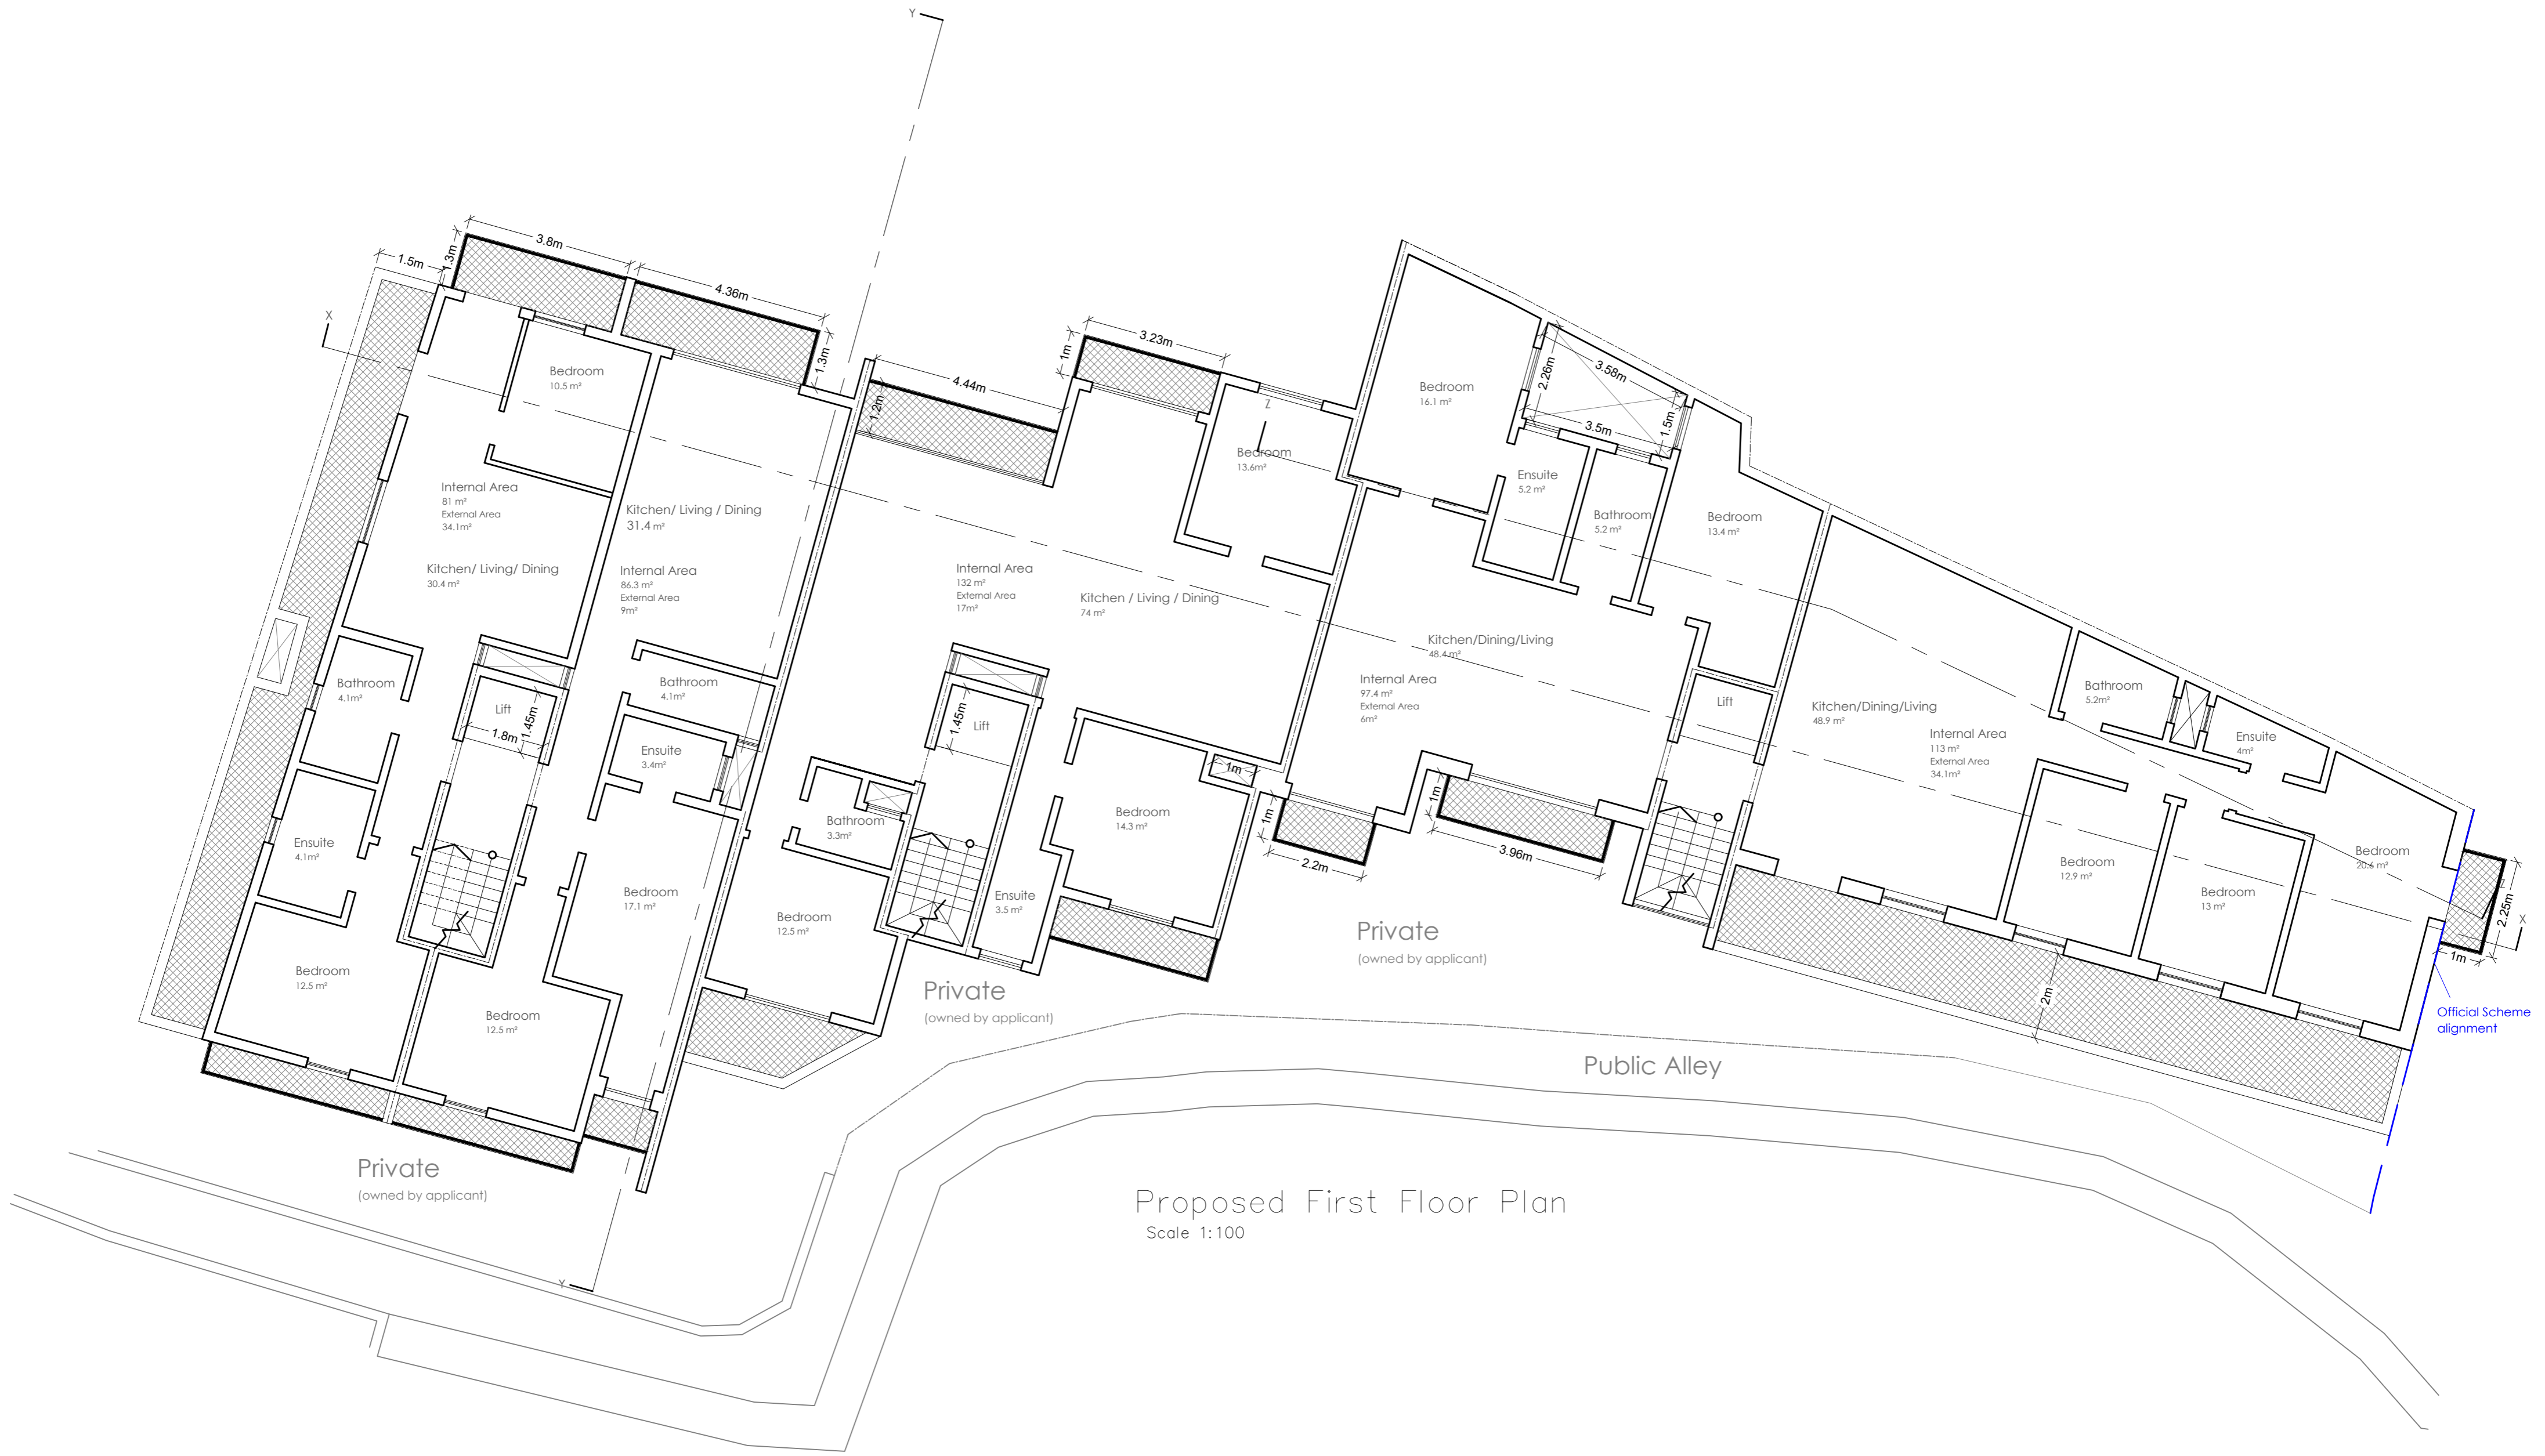 Y
3.8m
1.5m
1.3m
4.36m
1.3m
X
4.44m
1.2m
1m
3.23m
2.26m
3.58m
3.5m
1.5m
Bedroom
10.5 m²
Bedroom
16.1 m²
Z
Bedroom
13.6m²
Internal Area
81 m²
External Area
34.1m²
Kitchen/ Living / Dining
31.4 m²
Ensuite
5.2 m²
Bathroom
5.2 m²
Bedroom
13.4 m²
Kitchen/ Living/ Dining
30.4 m²
Internal Area
86.3 m²
External Area
9m²
Internal Area
132 m²
External Area
17m²
Kitchen / Living / Dining
74 m²
Kitchen/Dining/Living
48.4 m²
Internal Area
97.4 m²
External Area
6m²
Bathroom
4.1m²
Lift
1.45m
1.8m
Bathroom
4.1m²
Ensuite
3.4m²
Lift
1.45m
1m
Lift
Kitchen/Dining/Living
48.9 m²
Internal Area
113 m²
External Area
34.1m²
Bathroom
5.2m²
Ensuite
4m²
Ensuite
4.1m²
Bathroom
3.3m²
Bedroom
14.3 m²
1m
2.2m
1m
3.96m
Bedroom
12.9 m²
Bedroom
13 m²
Bedroom
20.6 m²
Z
2.25m
X
1m
2m
Bedroom
17.1 m²
Bedroom
12.5 m²
Ensuite
3.5 m²
Bedroom
12.5 m²
Bedroom
12.5 m²
Private
(owned by applicant)
Private
(owned by applicant)
Official Scheme
alignment
Public Alley
Private
(owned by applicant)
Y
Proposed First Floor Plan
Scale 1:100